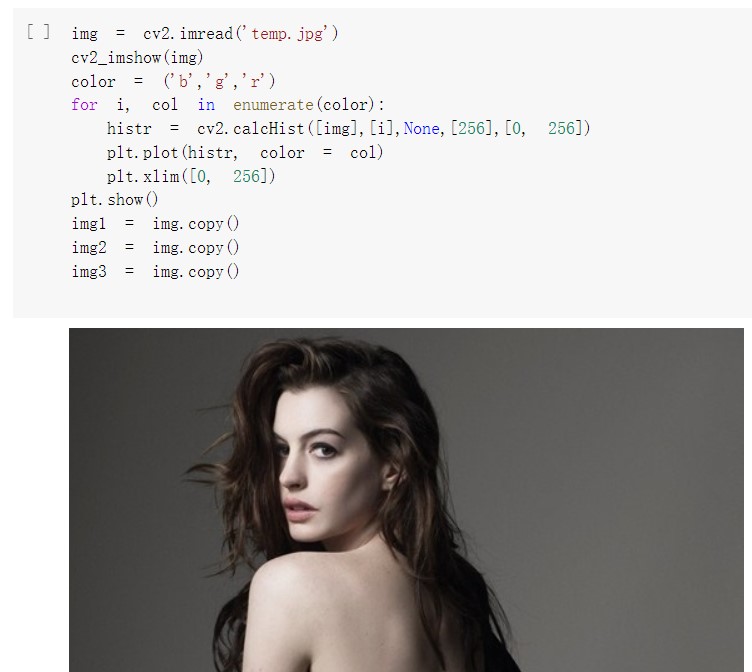 [ ] img = cv2.imread('temp.jpg')
cv2_imshow(img)
color = ('b','g','r')
for i, col in enumerate(color):
    histr = cv2.calcHist([img],[i],None,[256],[0, 256])
    plt.plot(histr, color = col)
    plt.xlim([0, 256])
plt.show()
img1 = img.copy()
img2 = img.copy()
img3 = img.copy()